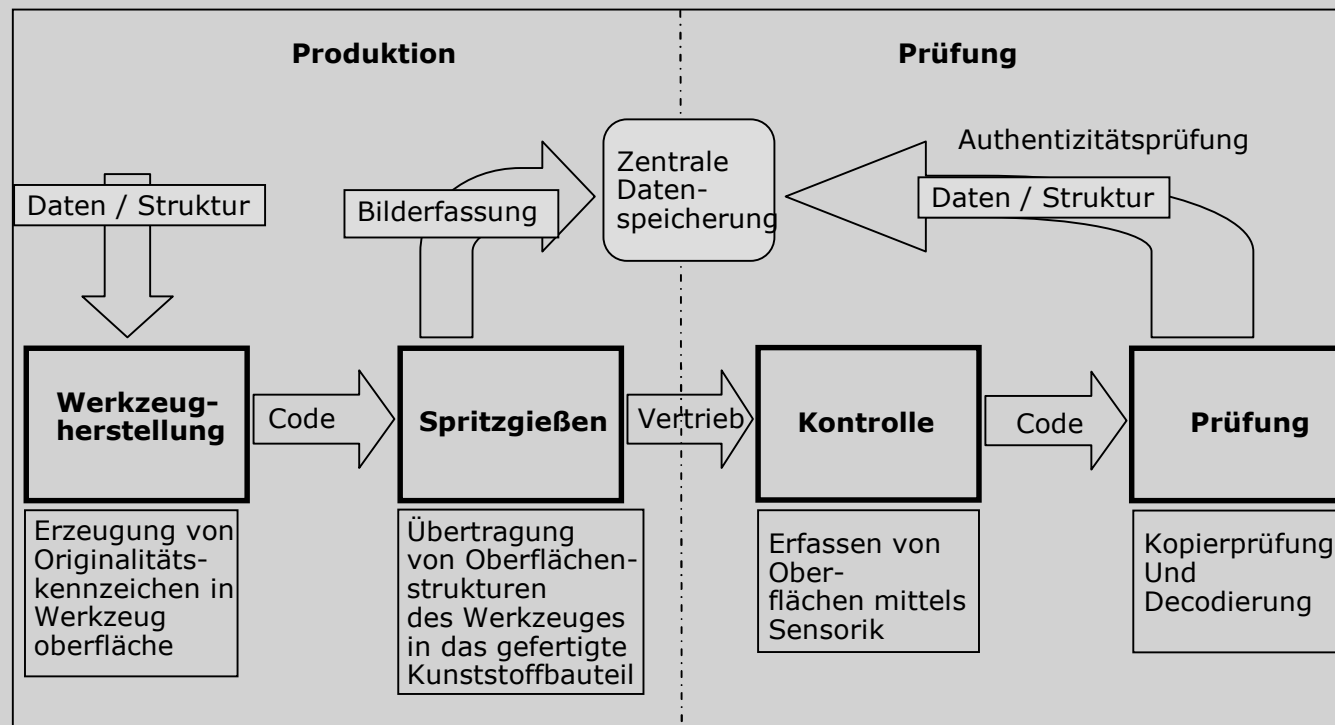 Produktion
Prüfung
Authentizitätsprüfung
Zentrale
Daten-
speicherung
Daten / Struktur
Bilderfassung
Daten / Struktur
Werkzeug-
herstellung
Code
Spritzgießen
Vertrieb
Kontrolle
Code
Prüfung
Erzeugung von
Originalitäts-
kennzeichen in
Werkzeug
oberfläche
Übertragung
von Oberflächen-
strukturen
des Werkzeuges
in das gefertigte
Kunststoffbauteil
Erfassen von
Ober-
flächen mittels
Sensorik
Kopierprüfung
Und
Decodierung